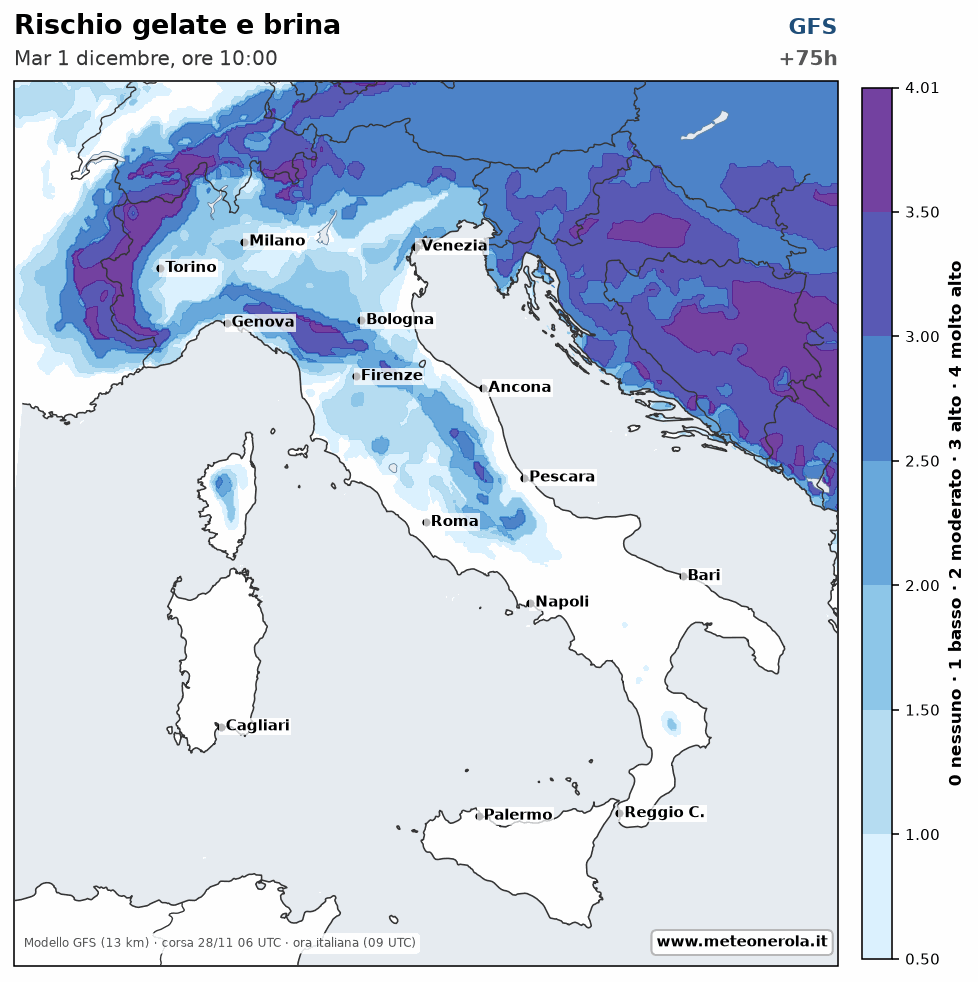 Rischio gelate e brina
GFS
Mar 1 dicembre, ore 10:00
+75h
4.01
3.50
3.00
2.50
2.00
1.50
1.00
0.50
0 nessuno · 1 basso · 2 moderato · 3 alto · 4 molto alto
Milano
Venezia
Torino
Genova
Bologna
Firenze
Ancona
Pescara
Roma
Bari
Napoli
Cagliari
Palermo
Reggio C.
Modello GFS (13 km) · corsa 28/11 06 UTC · ora italiana (09 UTC)
www.meteonerola.it